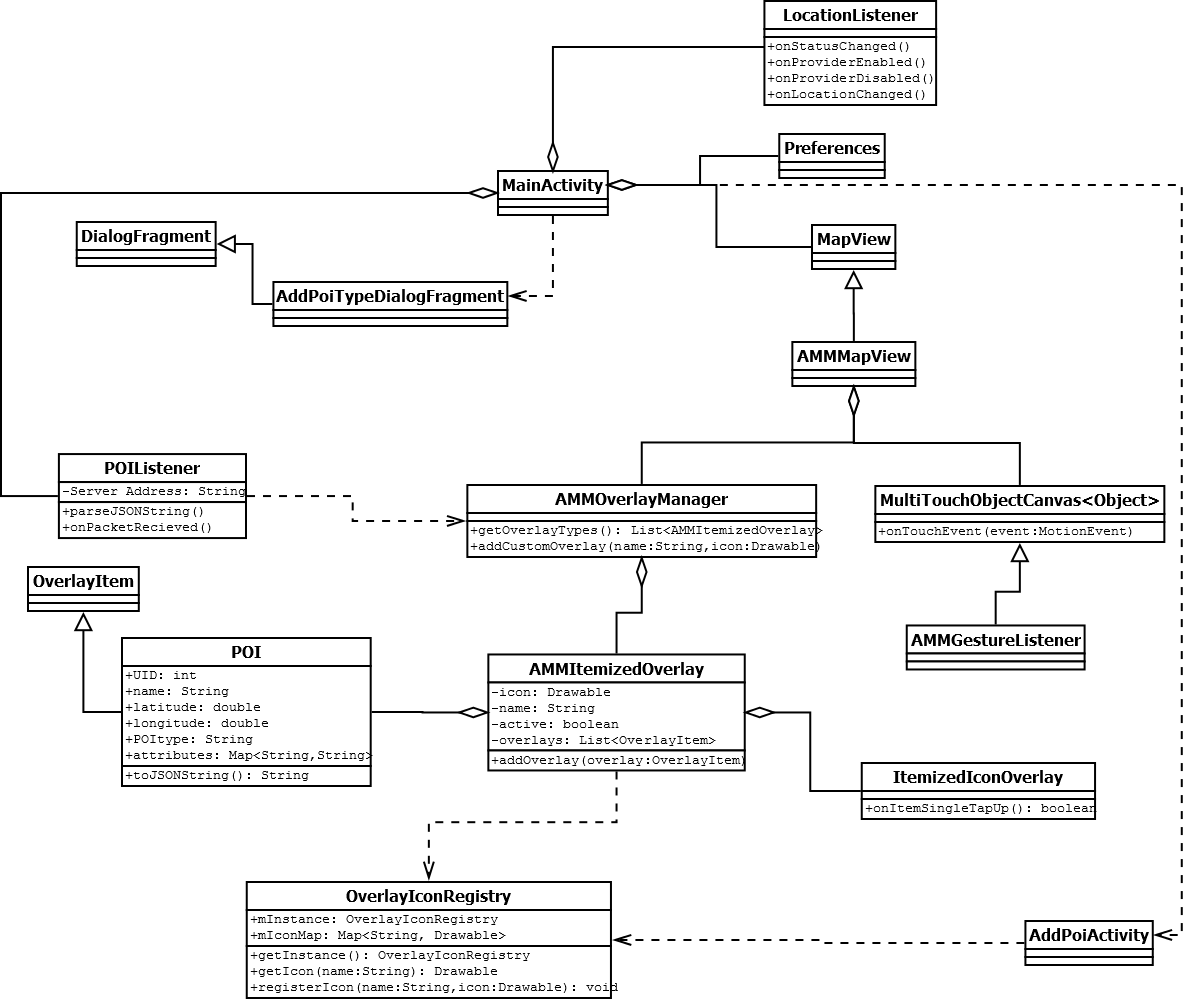 LocationListener
+onStatusChanged()
+onProviderEnabled()
+onProviderDisabled()
+onLocationChanged()
Preferences
MainActivity
DialogFragment
MapView
AddPoiTypeDialogFragment
AMMMapView
POIListener
-Server Address: String
+parseJSONString()
+onPacketRecieved()
AMMOverlayManager
+getOverlayTypes(): List<AMMItemizedOverlay>
+addCustomOverlay(name:String,icon:Drawable)
MultiTouchObjectCanvas<Object>
+onTouchEvent(event:MotionEvent)
OverlayItem
AMMGestureListener
POI
+UID: int
+name: String
+latitude: double
+longitude: double
+POItype: String
+attributes: Map<String,String>
+toJSONString(): String
AMMItemizedOverlay
-icon: Drawable
-name: String
-active: boolean
-overlays: List<OverlayItem>
+addOverlay(overlay:OverlayItem)
ItemizedIconOverlay
+onItemSingleTapUp(): boolean
OverlayIconRegistry
+mInstance: OverlayIconRegistry
+mIconMap: Map<String, Drawable>
+getInstance(): OverlayIconRegistry
+getIcon(name:String): Drawable
+registerIcon(name:String,icon:Drawable): void
AddPoiActivity